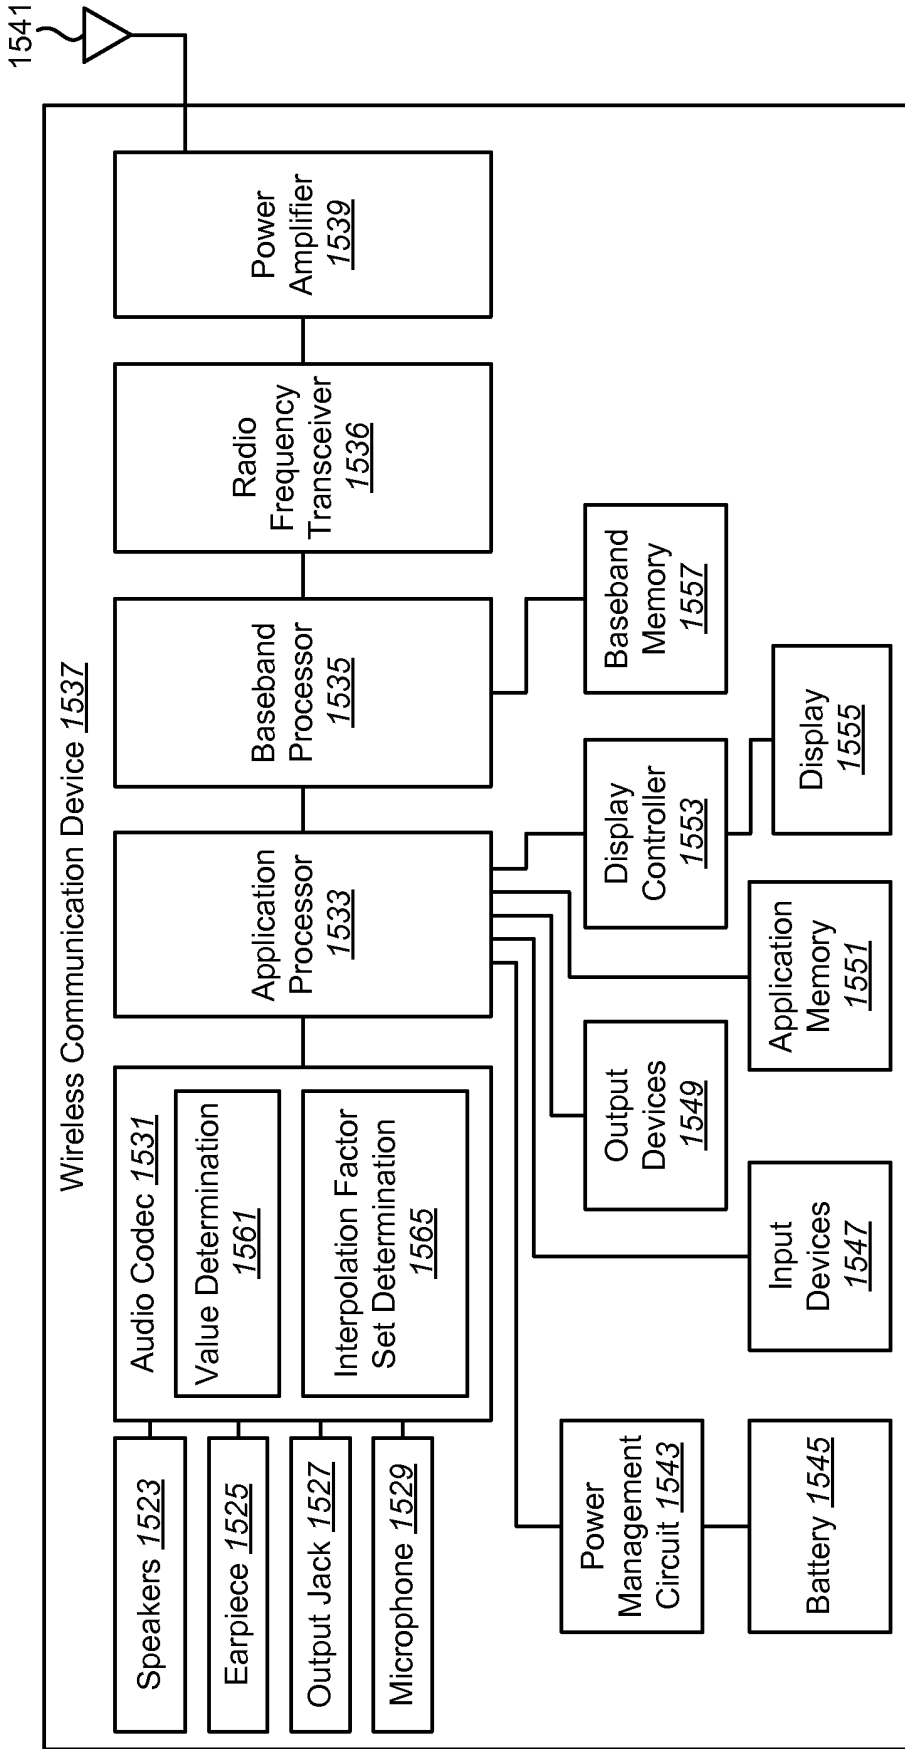 1541
Wireless Communication Device 1537
Speakers 1523
Earpiece 1525
Output Jack 1527
Microphone 1529
Audio Codec 1531
Value Determination
1561
Interpolation Factor
Set Determination
1565
Application
Processor
1533
Baseband
Processor
1535
Radio
Frequency
Transceiver
1536
Power
Amplifier
1539
Power
Management
Circuit 1543
Battery 1545
Input
Devices
1547
Output
Devices
1549
Application
Memory
1551
Display
Controller
1553
Display
1555
Baseband
Memory
1557